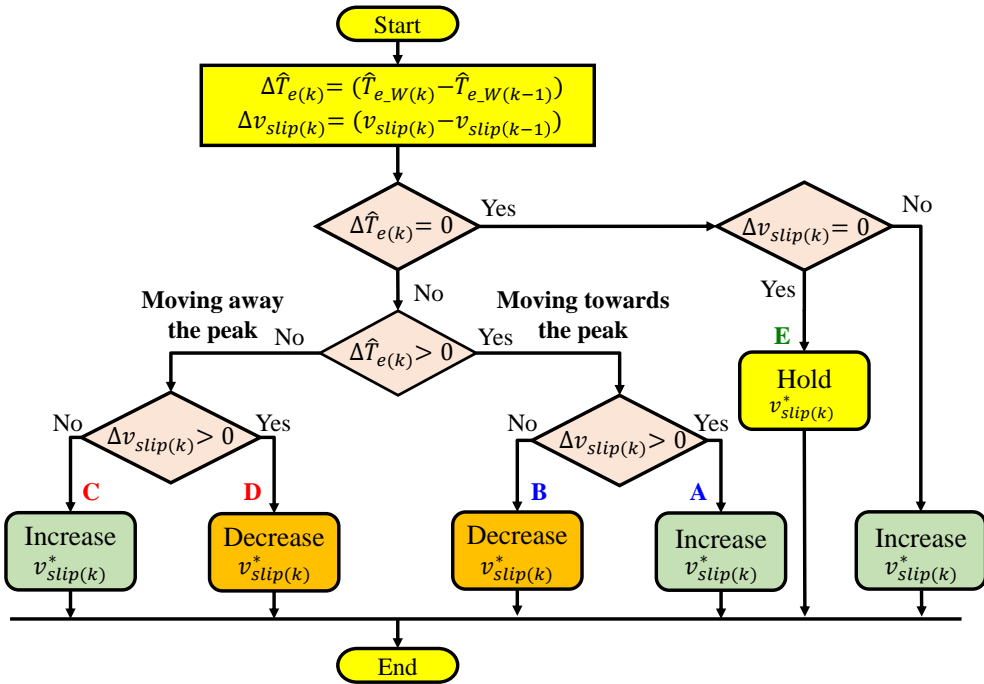 Start
ΔT̂e(k)= (T̂e_W(k)−T̂e_W(k−1))
Δvslip(k)= (vslip(k)−vslip(k−1))
ΔT̂e(k)= 0
Yes
Δvslip(k)= 0
No
No
Yes
Moving away
the peak
Moving towards
the peak
No
ΔT̂e(k)> 0
Yes
E
Hold
v*slip(k)
No
Δvslip(k)> 0
Yes
No
Δvslip(k)> 0
Yes
C
D
B
A
Increase
v*slip(k)
Decrease
v*slip(k)
Decrease
v*slip(k)
Increase
v*slip(k)
Increase
v*slip(k)
End